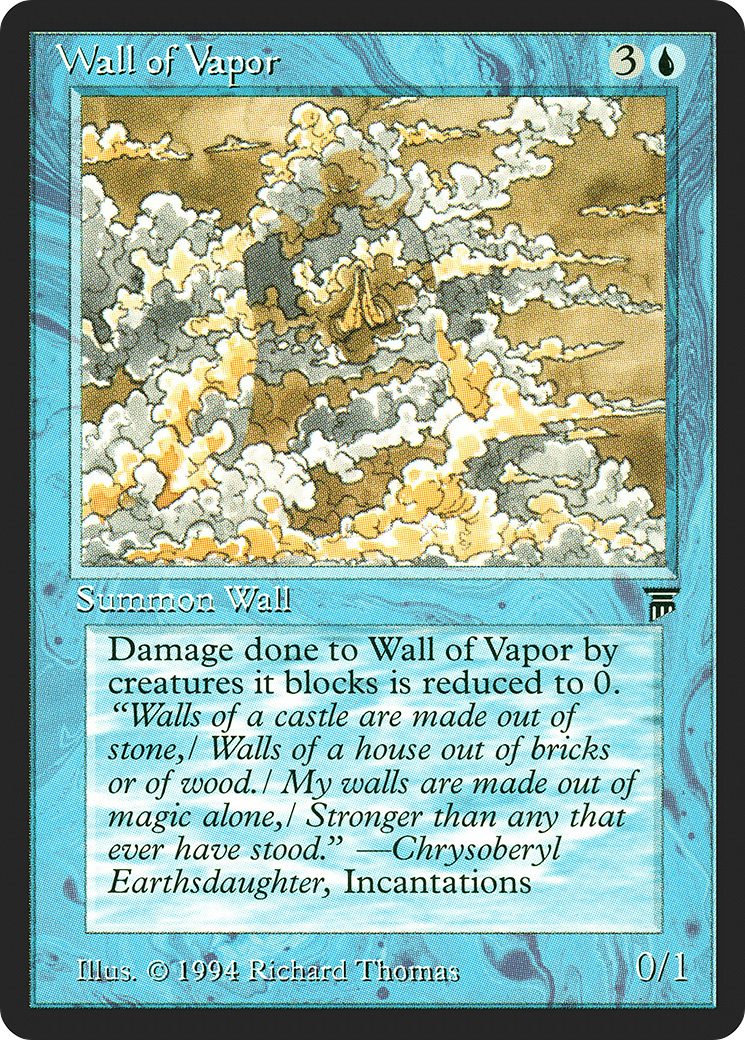 Wall of Vapor 3
Summon Wall
Damage done to Wall of Vapor by
creatures it blocks is reduced to 0.
“Walls of a castle are made out of
stone,/ Walls of a house out of bricks
or of wood./ My walls are made out of
magic alone,/ Stronger than any that
ever have stood.” —Chrysoberyl
Earthsdaughter, Incantations
Illus. © 1994 Richard Thomas 0/1